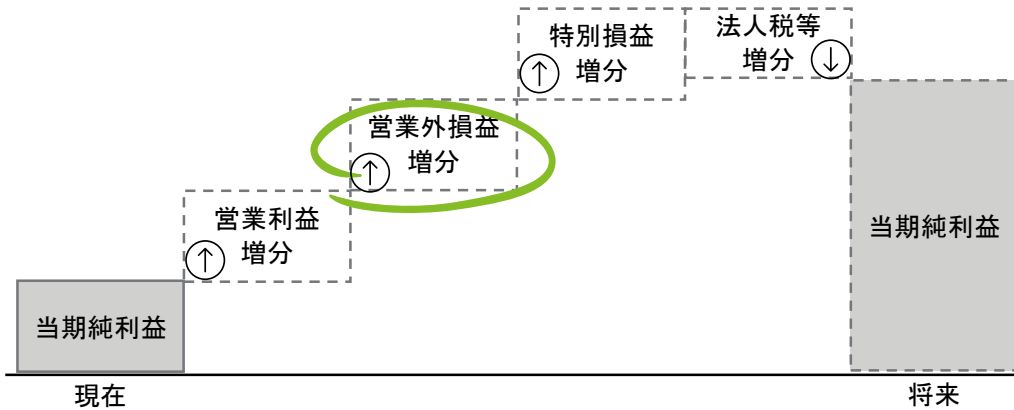 特別損益
増分
↑
法人税等
増分
↓
営業外損益
増分
↑
営業利益
増分
↑
当期純利益
当期純利益
現在
将来